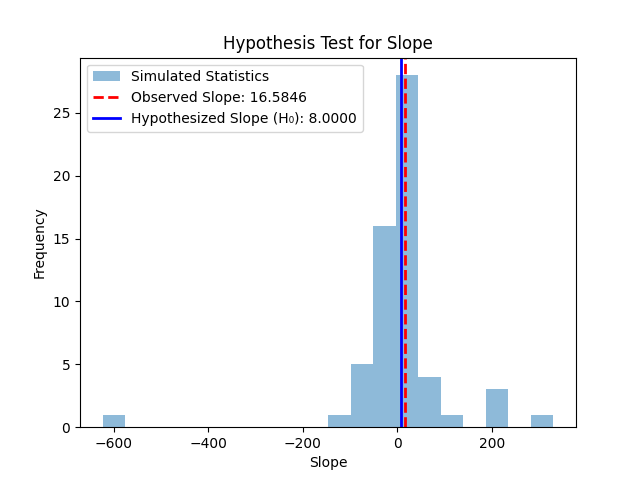 Hypothesis Test for Slope
Simulated Statistics
Observed Slope: 16.5846
Hypothesized Slope (H₀): 8.0000
Frequency
25
20
15
10
5
0
−600
−400
−200
0
200
Slope